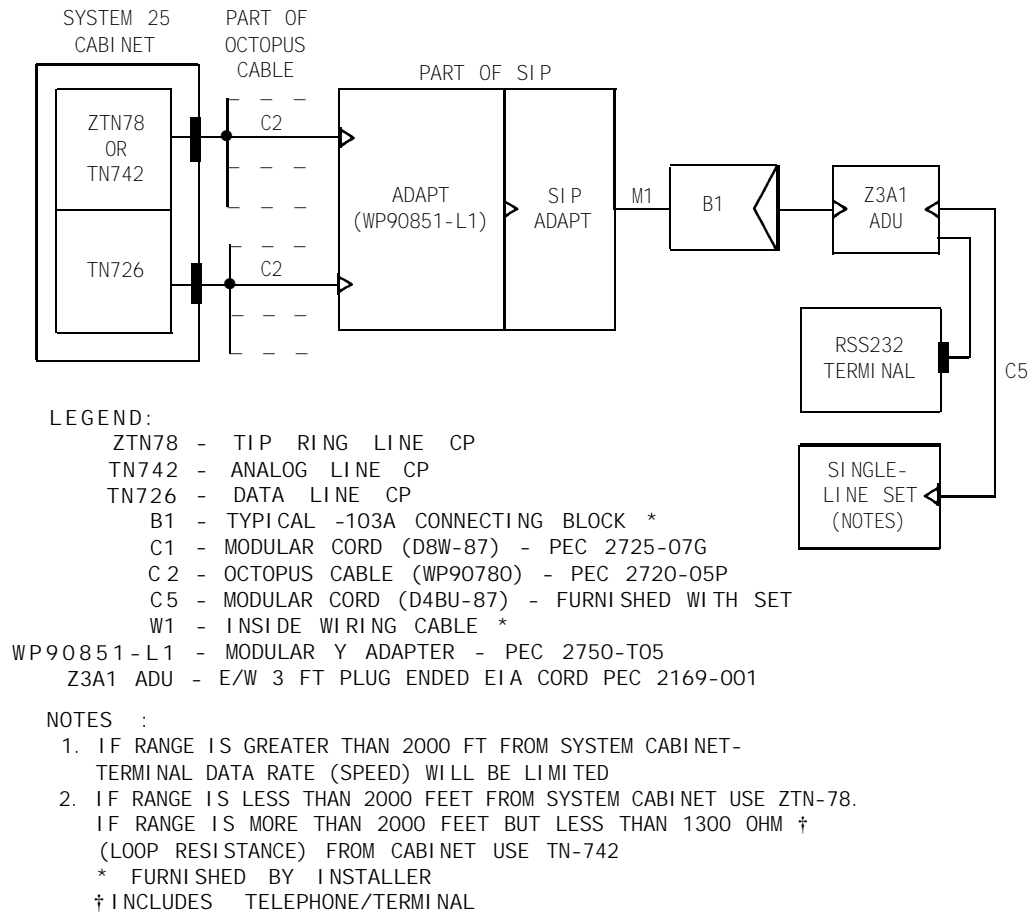 SYSTEM 25
CABINET
PART OF
OCTOPUS
CABLE
PART OF SIP
ZTN78
OR
TN742
C2
ADAPT
(WP90851-L1)
SIP
ADAPT
M1
B1
Z3A1
ADU
TN726
C2
RSS232
TERMINAL
C5
SINGLE-
LINE SET
(NOTES)
LEGEND:
ZTN78 - TIP RING LINE CP
TN742 - ANALOG LINE CP
TN726 - DATA LINE CP
B1 - TYPICAL -103A CONNECTING BLOCK *
C1 - MODULAR CORD (D8W-87) - PEC 2725-07G
C2 - OCTOPUS CABLE (WP90780) - PEC 2720-05P
C5 - MODULAR CORD (D4BU-87) - FURNISHED WITH SET
W1 - INSIDE WIRING CABLE *
WP90851-L1 - MODULAR Y ADAPTER - PEC 2750-T05
Z3A1 ADU - E/W 3 FT PLUG ENDED EIA CORD PEC 2169-001
NOTES :
1. IF RANGE IS GREATER THAN 2000 FT FROM SYSTEM CABINET-
TERMINAL DATA RATE (SPEED) WILL BE LIMITED
2. IF RANGE IS LESS THAN 2000 FEET FROM SYSTEM CABINET USE ZTN-78.
IF RANGE IS MORE THAN 2000 FEET BUT LESS THAN 1300 OHM †
(LOOP RESISTANCE) FROM CABINET USE TN-742
* FURNISHED BY INSTALLER
† INCLUDES TELEPHONE/TERMINAL